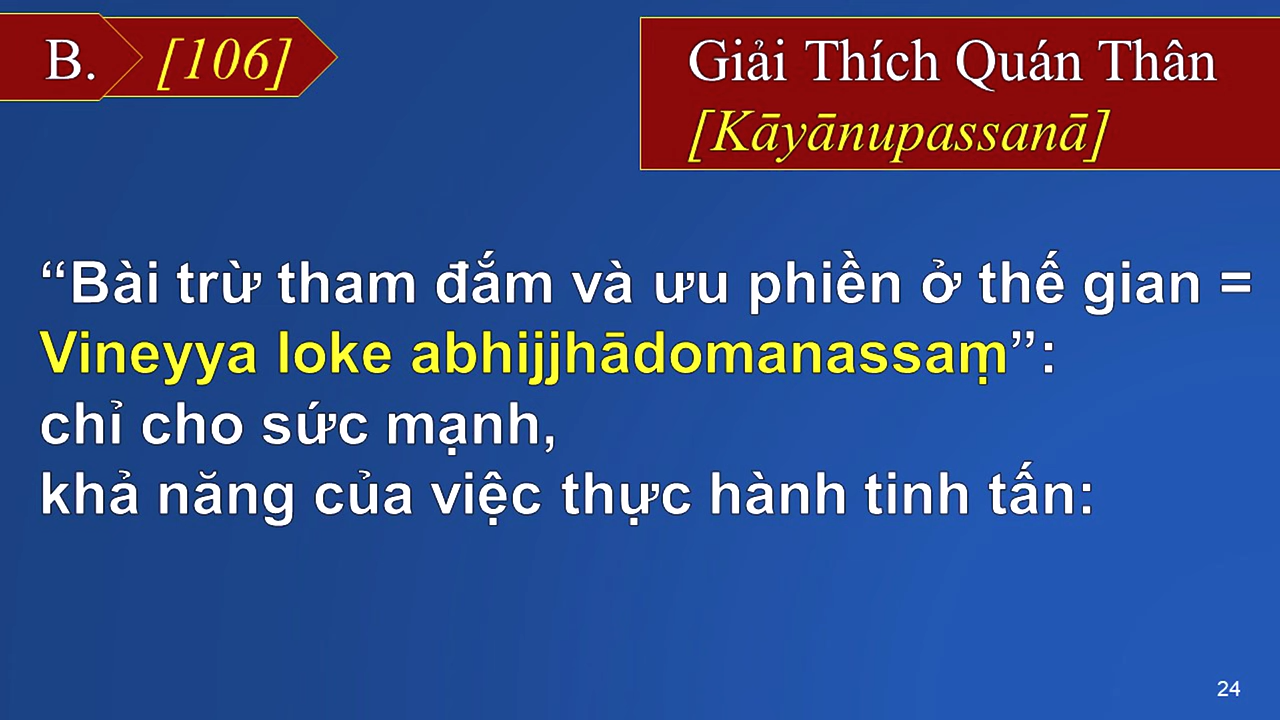 B. [106]
Giải Thích Quán Thân
[Kāyānupassanā]
“Bài trừ tham đắm và ưu phiền ở thế gian =
Vineyya loke abhijjhādomanassaṃ”:
chỉ cho sức mạnh,
khả năng của việc thực hành tinh tấn:
24